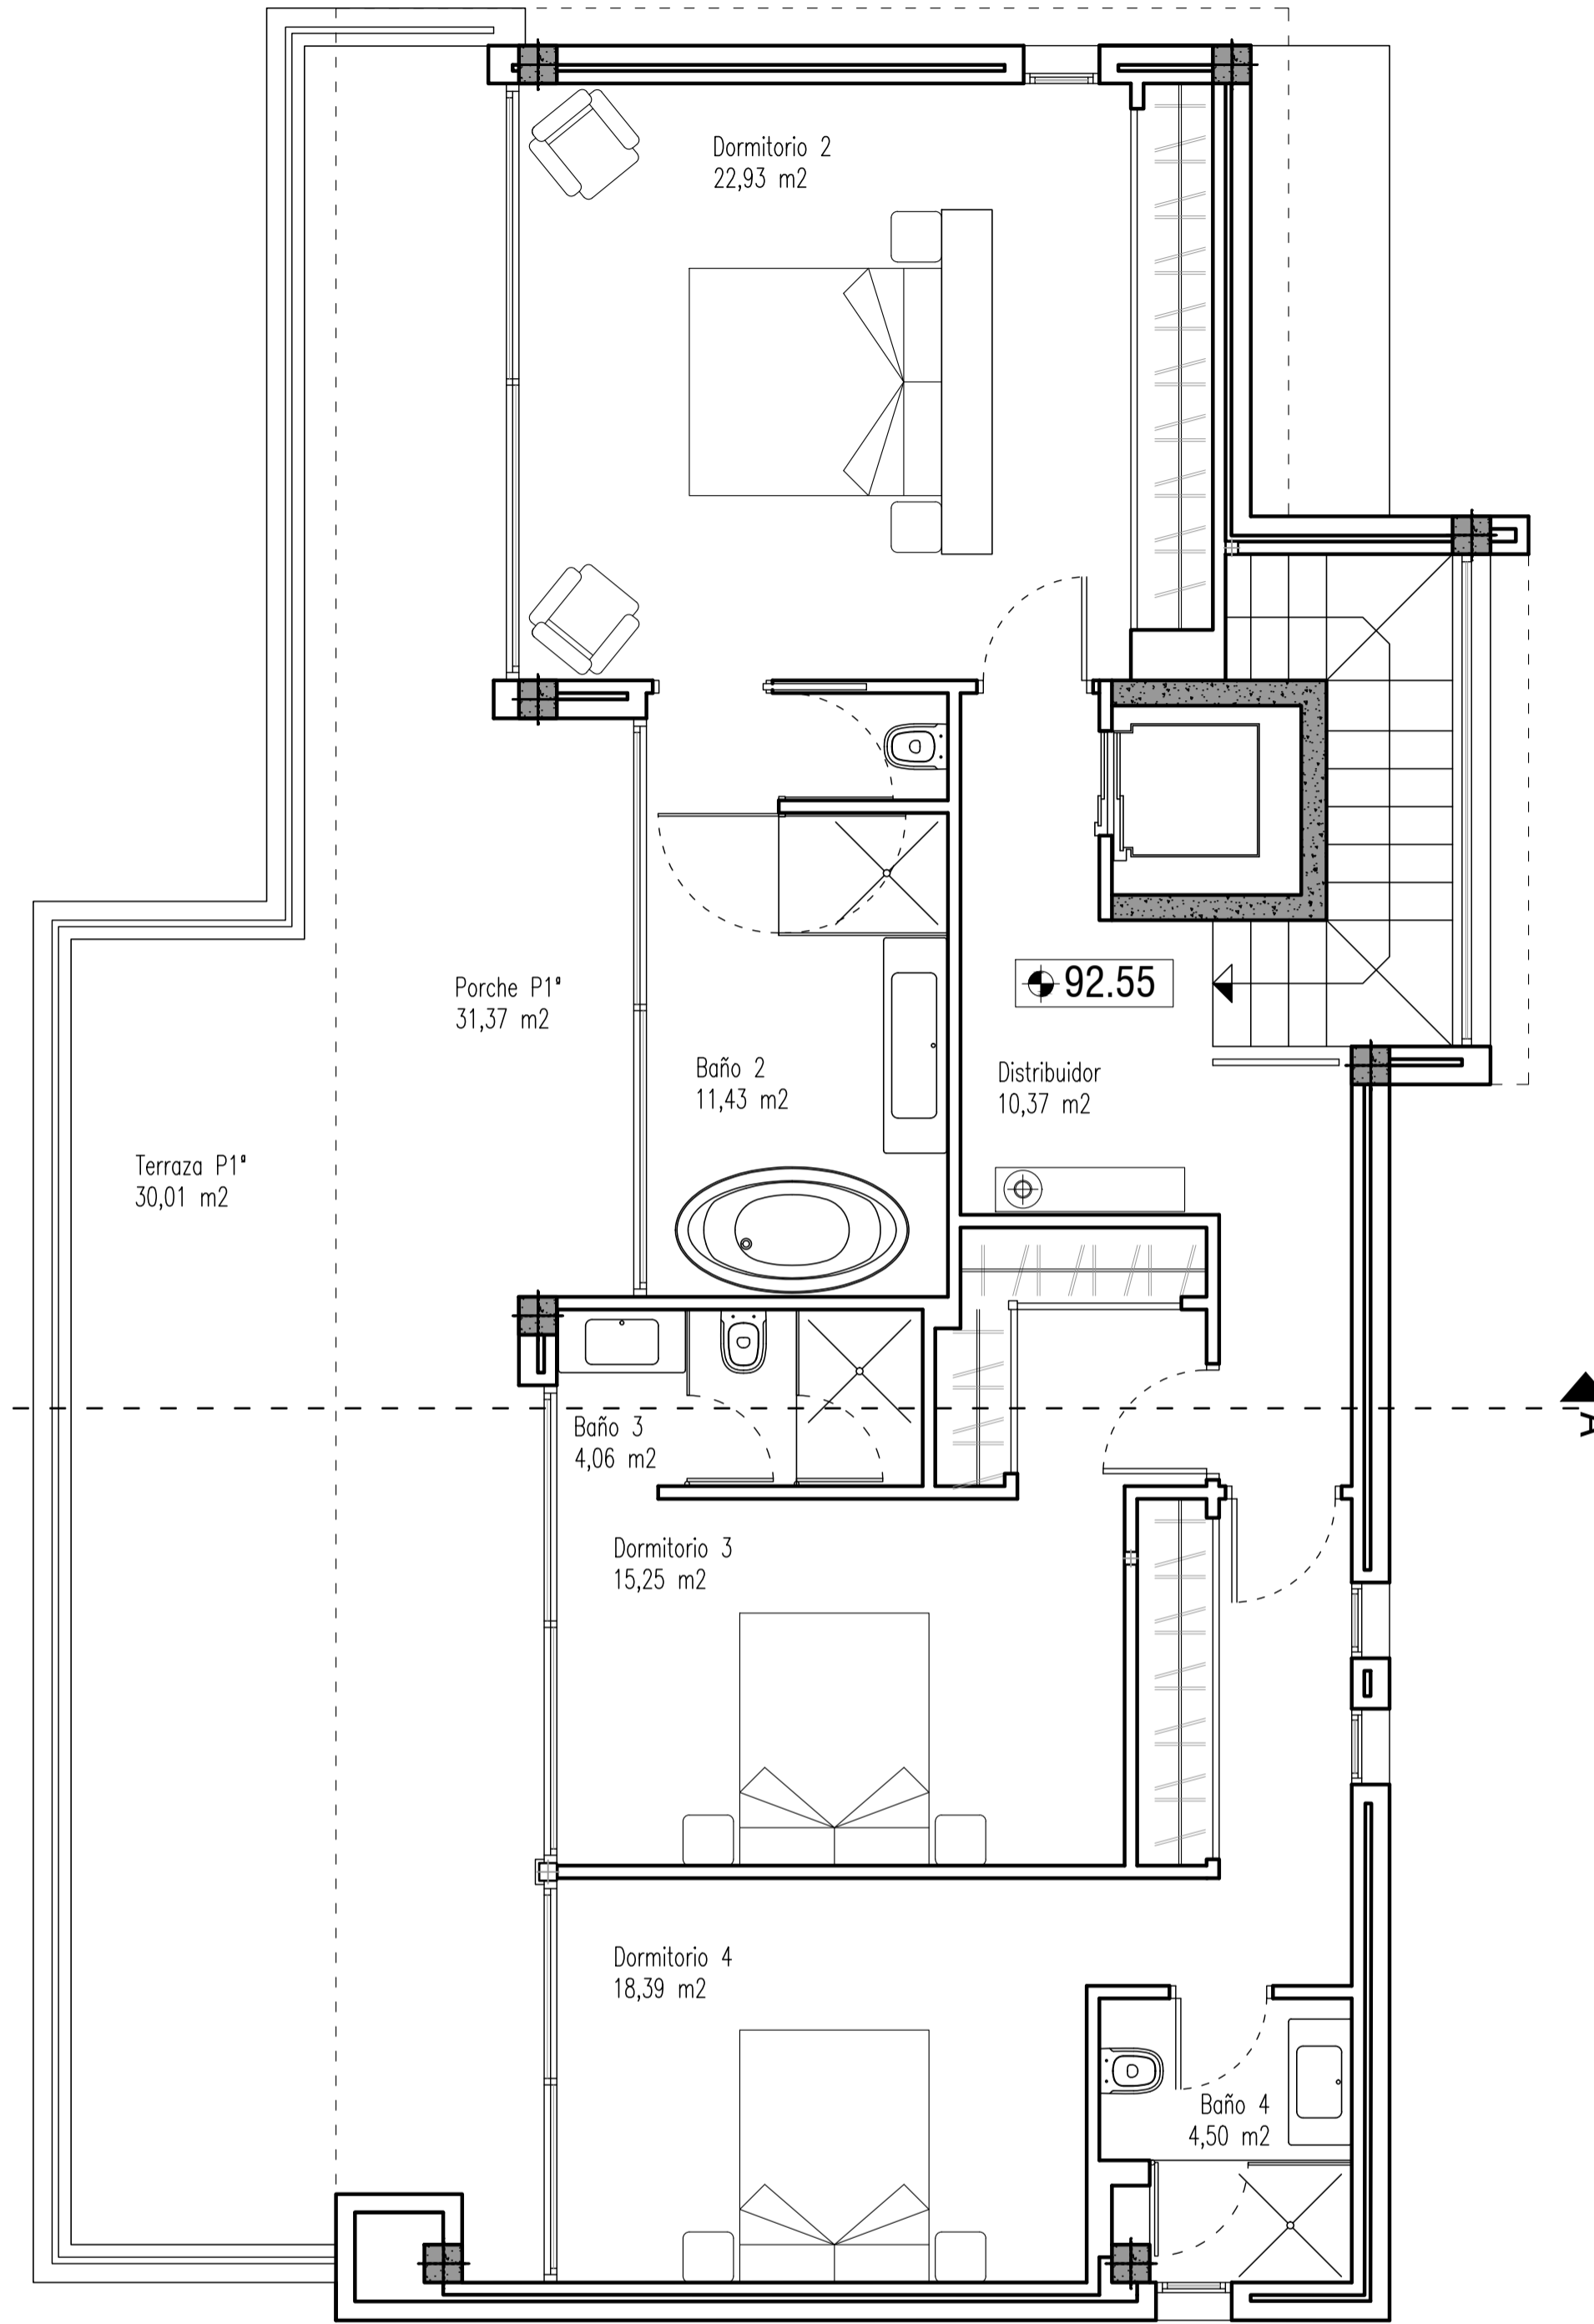 Dormitorio 2
22,93 m2
Porche P1ª
31,37 m2
92.55
Baño 2
11,43 m2
Distribuidor
10,37 m2
Terraza P1ª
30,01 m2
A
Baño 3
4,06 m2
Dormitorio 3
15,25 m2
Dormitorio 4
18,39 m2
Baño 4
4,50 m2